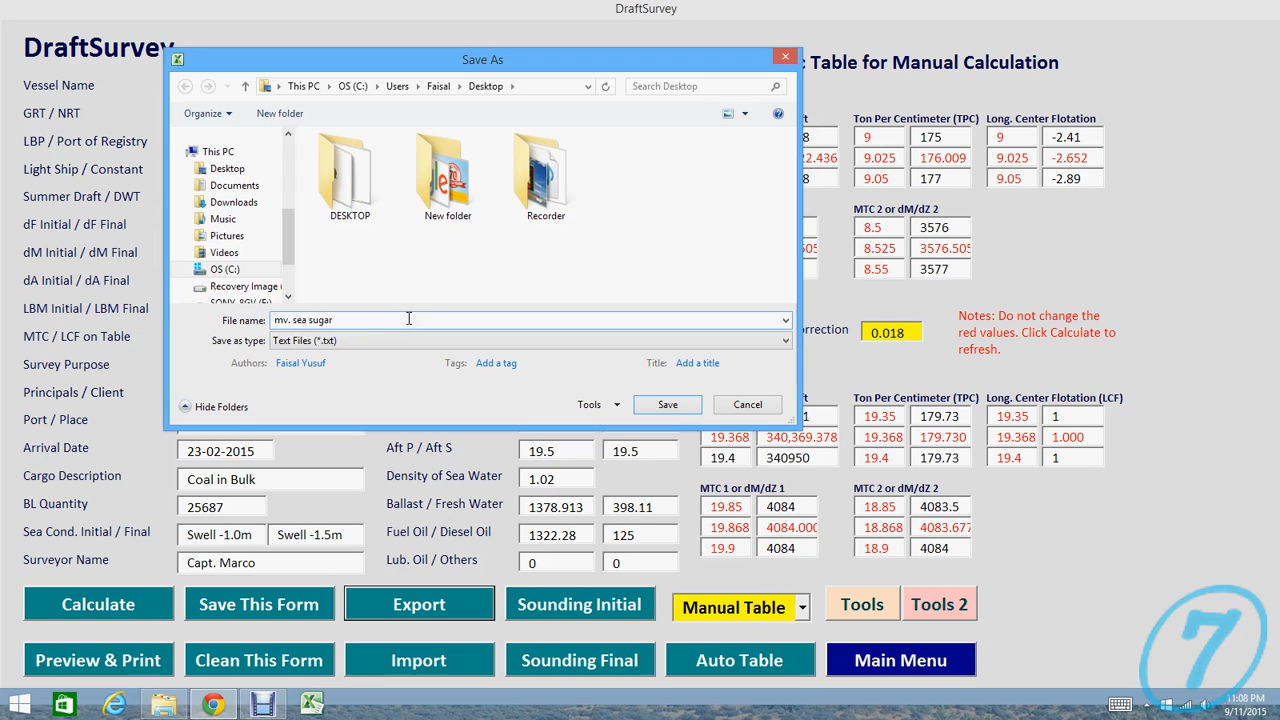 DraftSurvey
DraftSurvey
Save As
: Table for Manual Calculation
This PC
OS (C:)
Users
Faisal
Desktop
Search Desktop
Organize
New folder
This PC
Desktop
Documents
Downloads
Music
Pictures
Videos
OS (C:)
Recovery Image (
DESKTOP
New folder
Recorder
File name:
mv. sea sugar
Save as type:
Text Files (*.txt)
Authors:
Faisal Yusuf
Tags:
Add a tag
Title:
Add a title
Hide Folders
Tools
Save
Cancel
Vessel Name
GRT / NRT
LBP / Port of Registry
Light Ship / Constant
Summer Draft / DWT
dF Initial / dF Final
dM Initial / dM Final
dA Initial / dA Final
LBM Initial / LBM Final
MTC / LCF on Table
Survey Purpose
Principals / Client
Port / Place
Arrival Date
23-02-2015
Cargo Description
Coal in Bulk
BL Quantity
25687
Sea Cond. Initial / Final
Swell -1.0m
Swell -1.5m
Surveyor Name
Capt. Marco
Aft P / Aft S
19.5
19.5
Density of Sea Water
1.02
Ballast / Fresh Water
1378.913
398.11
Fuel Oil / Diesel Oil
1322.28
125
Lub. Oil / Others
0
0
ft
8
2.436
8
Ton Per Centimeter (TPC)
9
175
9.025
176.009
9.05
177
Long. Center Flotation
9
-2.41
9.025
-2.652
9.05
-2.89
505
MTC 2 or dM/dZ 2
8.5
3576
8.525
3576.505
8.55
3577
orrection
0.018
Notes: Do not change the
red values. Click Calculate to
refresh.
1
19.368
340,369.378
19.4
340950
Ton Per Centimeter (TPC)
19.35
179.73
19.368
179.730
19.4
179.73
Long. Center Flotation (LCF)
19.35
1
19.368
1.000
19.4
1
MTC 1 or dM/dZ 1
19.85
4084
19.868
4084.000
19.9
4084
MTC 2 or dM/dZ 2
18.85
4083.5
18.868
4083.677
18.9
4084
Calculate
Save This Form
Export
Sounding Initial
Manual Table
Tools
Tools 2
Preview & Print
Clean This Form
Import
Sounding Final
Auto Table
Main Menu
7
11:08 PM
9/11/2015